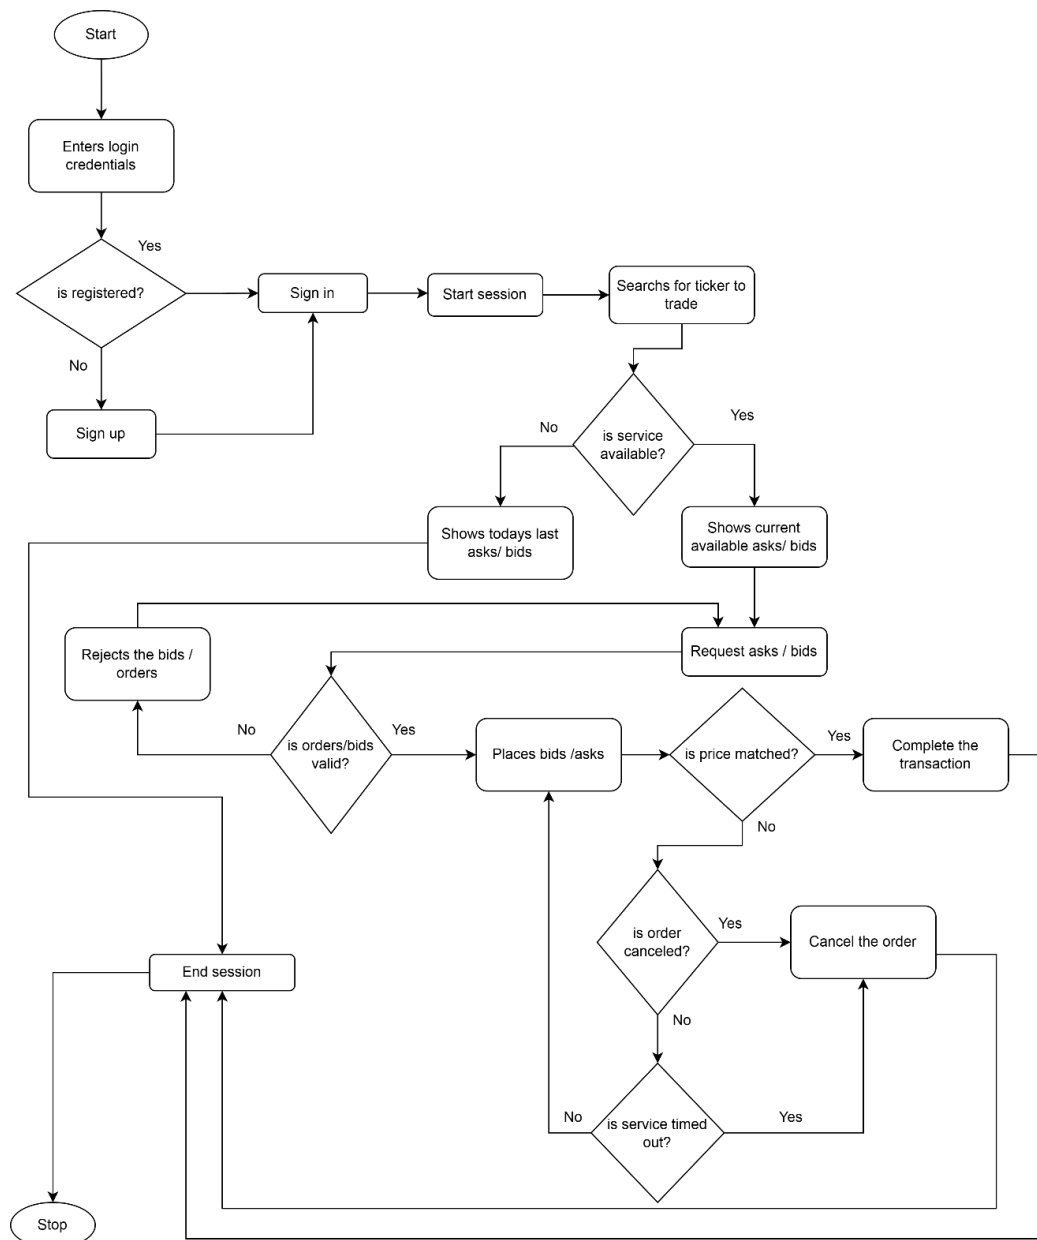 Start
Enters login
credentials
Yes
is registered?
Sign in
Start session
Searchs for ticker to
trade
No
Sign up
No
is service
available?
Yes
Shows todays last
asks/ bids
Shows current
available asks/ bids
Rejects the bids /
orders
Request asks / bids
No
is orders/bids
valid?
Yes
Places bids /asks
is price matched?
Yes
Complete the
transaction
No
is order
canceled?
Yes
Cancel the order
End session
No
No
is service timed
out?
Yes
Stop